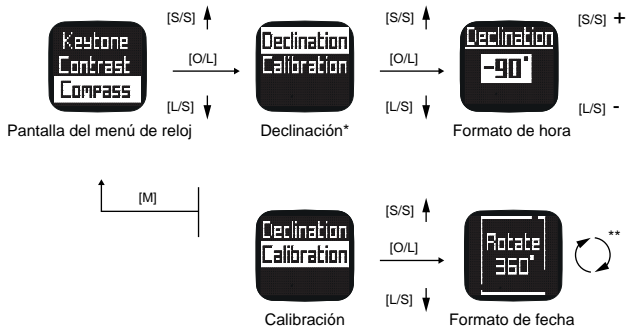 [S/S]
[S/S]
[S/S] +
Keytone
Contrast
Compass
[O/L]
Declination
Calibration
[O/L]
Declination
-90°
[L/S]
[L/S]
[L/S] -
Pantalla del menú de reloj
Declinación*
Formato de hora
[M]
[S/S]
Declination
Calibration
[O/L]
Rotate
360°
**
[L/S]
Calibración
Formato de fecha